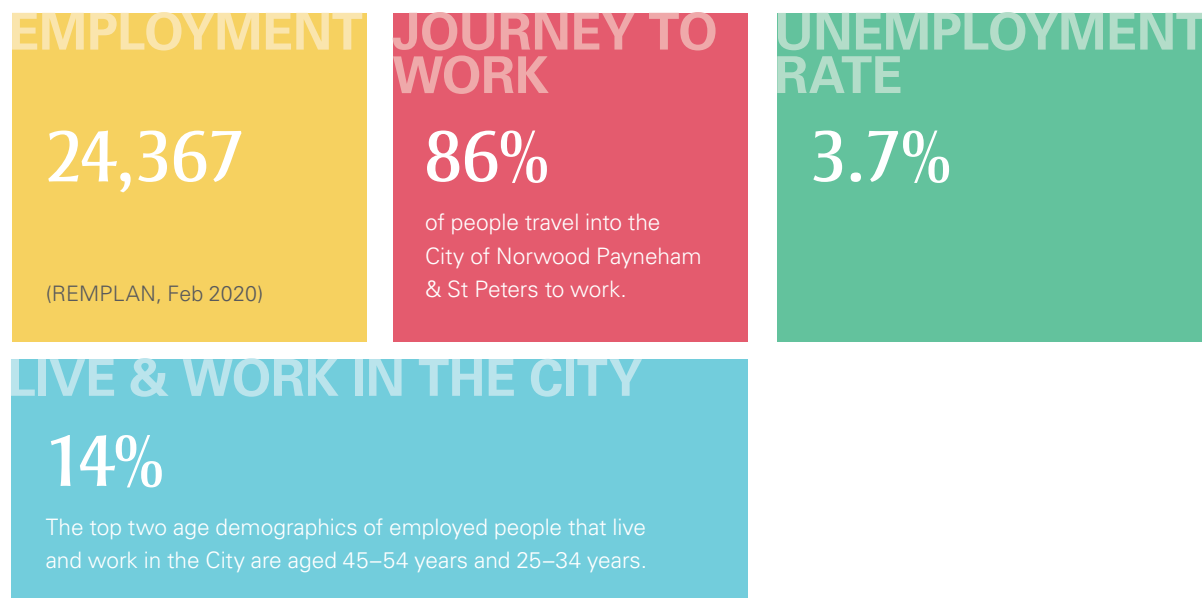 EMPLOYMENT
24,367
(REMPLAN, Feb 2020)
JOURNEY TO
WORK
86%
of people travel into the
City of Norwood Payneham
& St Peters to work.
UNEMPLOYMENT
RATE
3.7%
LIVE & WORK IN THE CITY
14%
The top two age demographics of employed people that live
and work in the City are aged 45–54 years and 25–34 years.